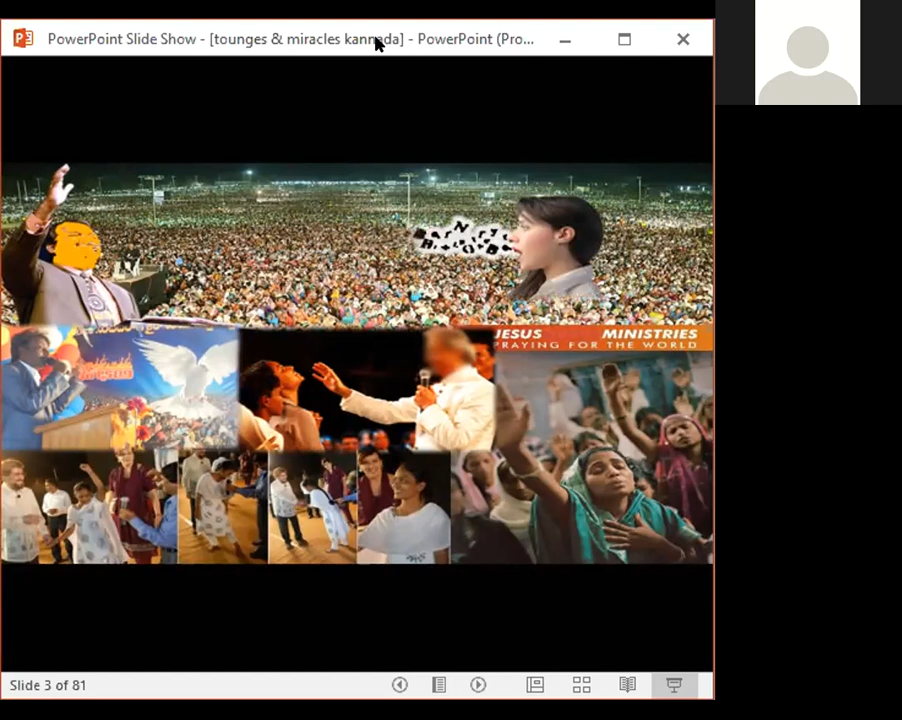 PowerPoint Slide Show - [tounges & miracles kannada] - PowerPoint (Pro...
JESUS MINISTRIES
PRAYING FOR THE WORLD
Slide 3 of 81